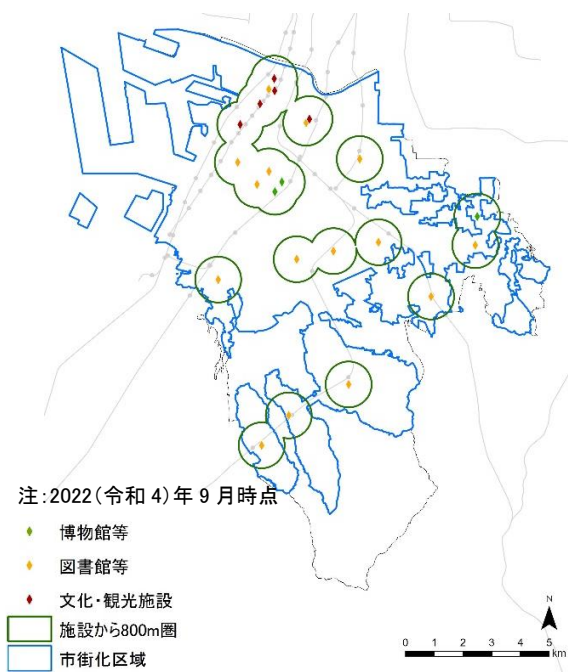 注:2022(令和4)年9月時点
博物館等
図書館等
文化・観光施設
施設から800m圏
市街化区域
N
0 1 2 3 4 5
km